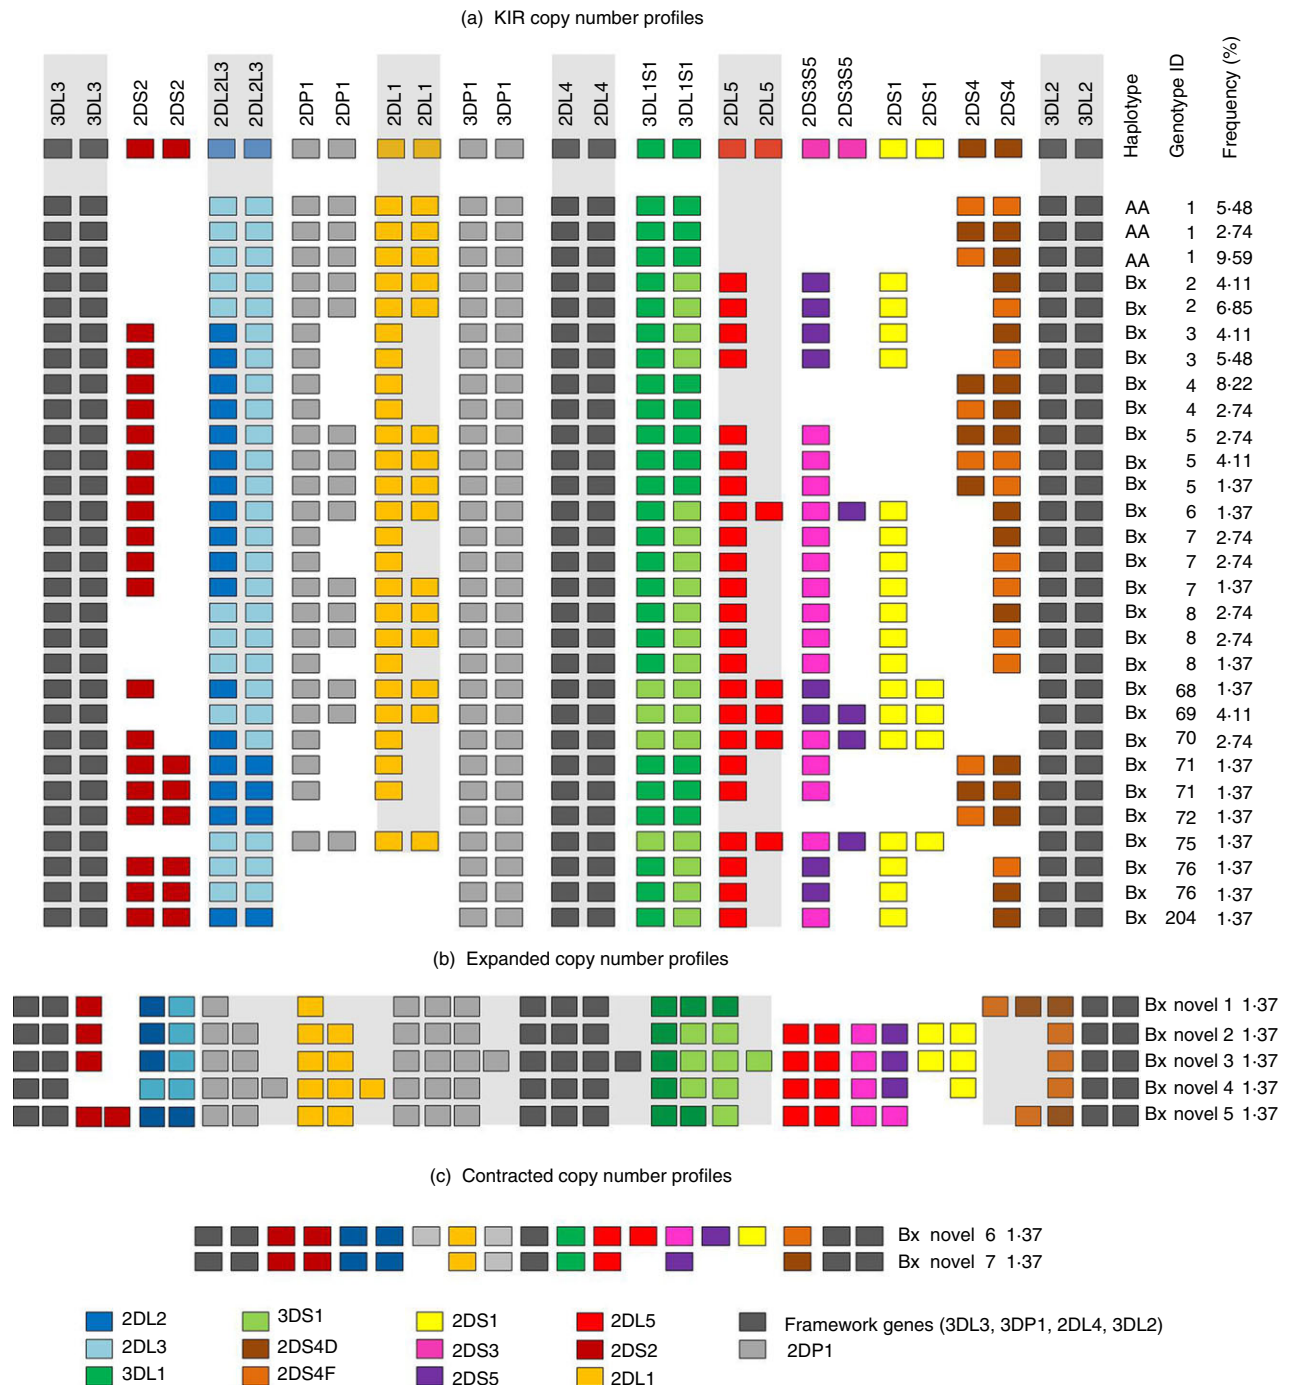 (a) KIR copy number profiles
3DL3 3DL3 2DS2 2DS2 2DL2L3 2DL2L3 2DP1 2DP1 2DL1 2DL1 3DP1 3DP1 2DL4 2DL4 3DL1S1 3DL1S1 2DL5 2DL5 2DS3S5 2DS3S5 2DS1 2DS1 2DS4 2DS4 3DL2 3DL2 Haplotype Genotype ID Frequency (%)
AA 1 5·48
AA 1 2·74
AA 1 9·59
Bx 2 4·11
Bx 2 6·85
Bx 3 4·11
Bx 3 5·48
Bx 4 8·22
Bx 4 2·74
Bx 5 2·74
Bx 5 4·11
Bx 5 1·37
Bx 6 1·37
Bx 7 2·74
Bx 7 2·74
Bx 7 1·37
Bx 8 2·74
Bx 8 2·74
Bx 8 1·37
Bx 68 1·37
Bx 69 4·11
Bx 70 2·74
Bx 71 1·37
Bx 71 1·37
Bx 72 1·37
Bx 75 1·37
Bx 76 1·37
Bx 76 1·37
Bx 204 1·37
(b) Expanded copy number profiles
Bx novel 1 1·37
Bx novel 2 1·37
Bx novel 3 1·37
Bx novel 4 1·37
Bx novel 5 1·37
(c) Contracted copy number profiles
Bx novel 6 1·37
Bx novel 7 1·37
2DL2 3DS1 2DS1 2DL5 Framework genes (3DL3, 3DP1, 2DL4, 3DL2)
2DL3 2DS4D 2DS3 2DS2 2DP1
3DL1 2DS4F 2DS5 2DL1